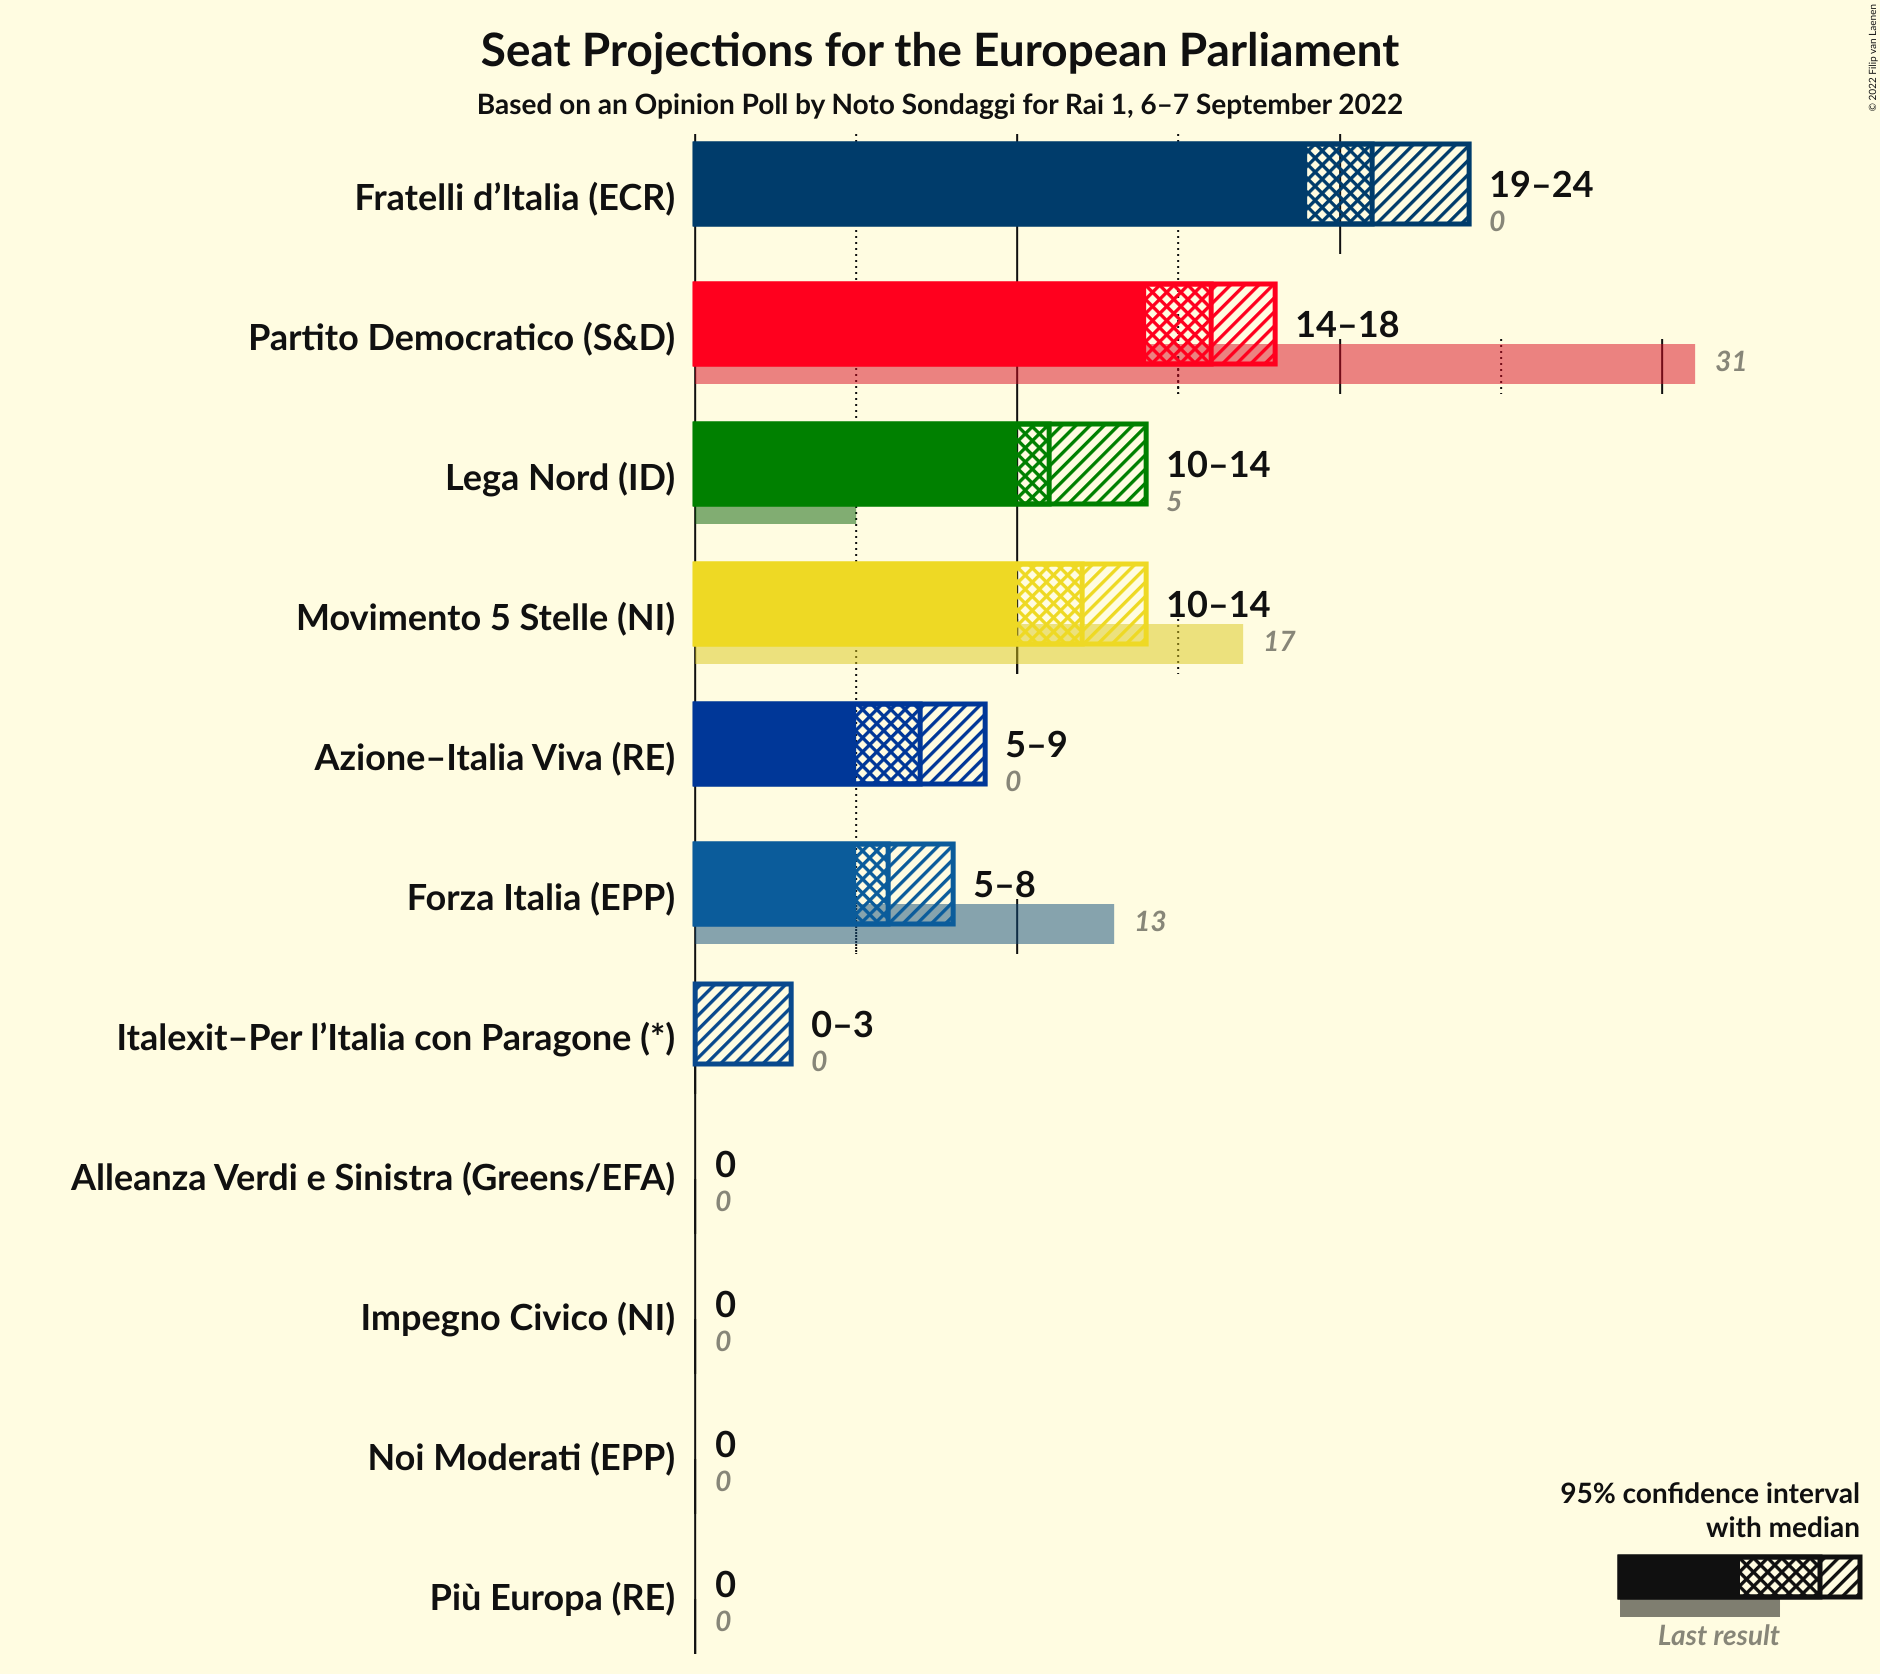 Seat Projections for the European Parliament
Based on an Opinion Poll by Noto Sondaggi for Rai 1, 6–7 September 2022
© 2022 Filip van Laenen
Fratelli d’Italia (ECR)
19–24
0
Partito Democratico (S&D)
14–18
31
Lega Nord (ID)
10–14
5
Movimento 5 Stelle (NI)
10–14
17
Azione–Italia Viva (RE)
5–9
0
Forza Italia (EPP)
5–8
13
Italexit–Per l’Italia con Paragone (*)
0–3
0
Alleanza Verdi e Sinistra (Greens/EFA)
0
0
Impegno Civico (NI)
0
0
Noi Moderati (EPP)
0
0
Più Europa (RE)
0
0
95% confidence interval
with median
Last result